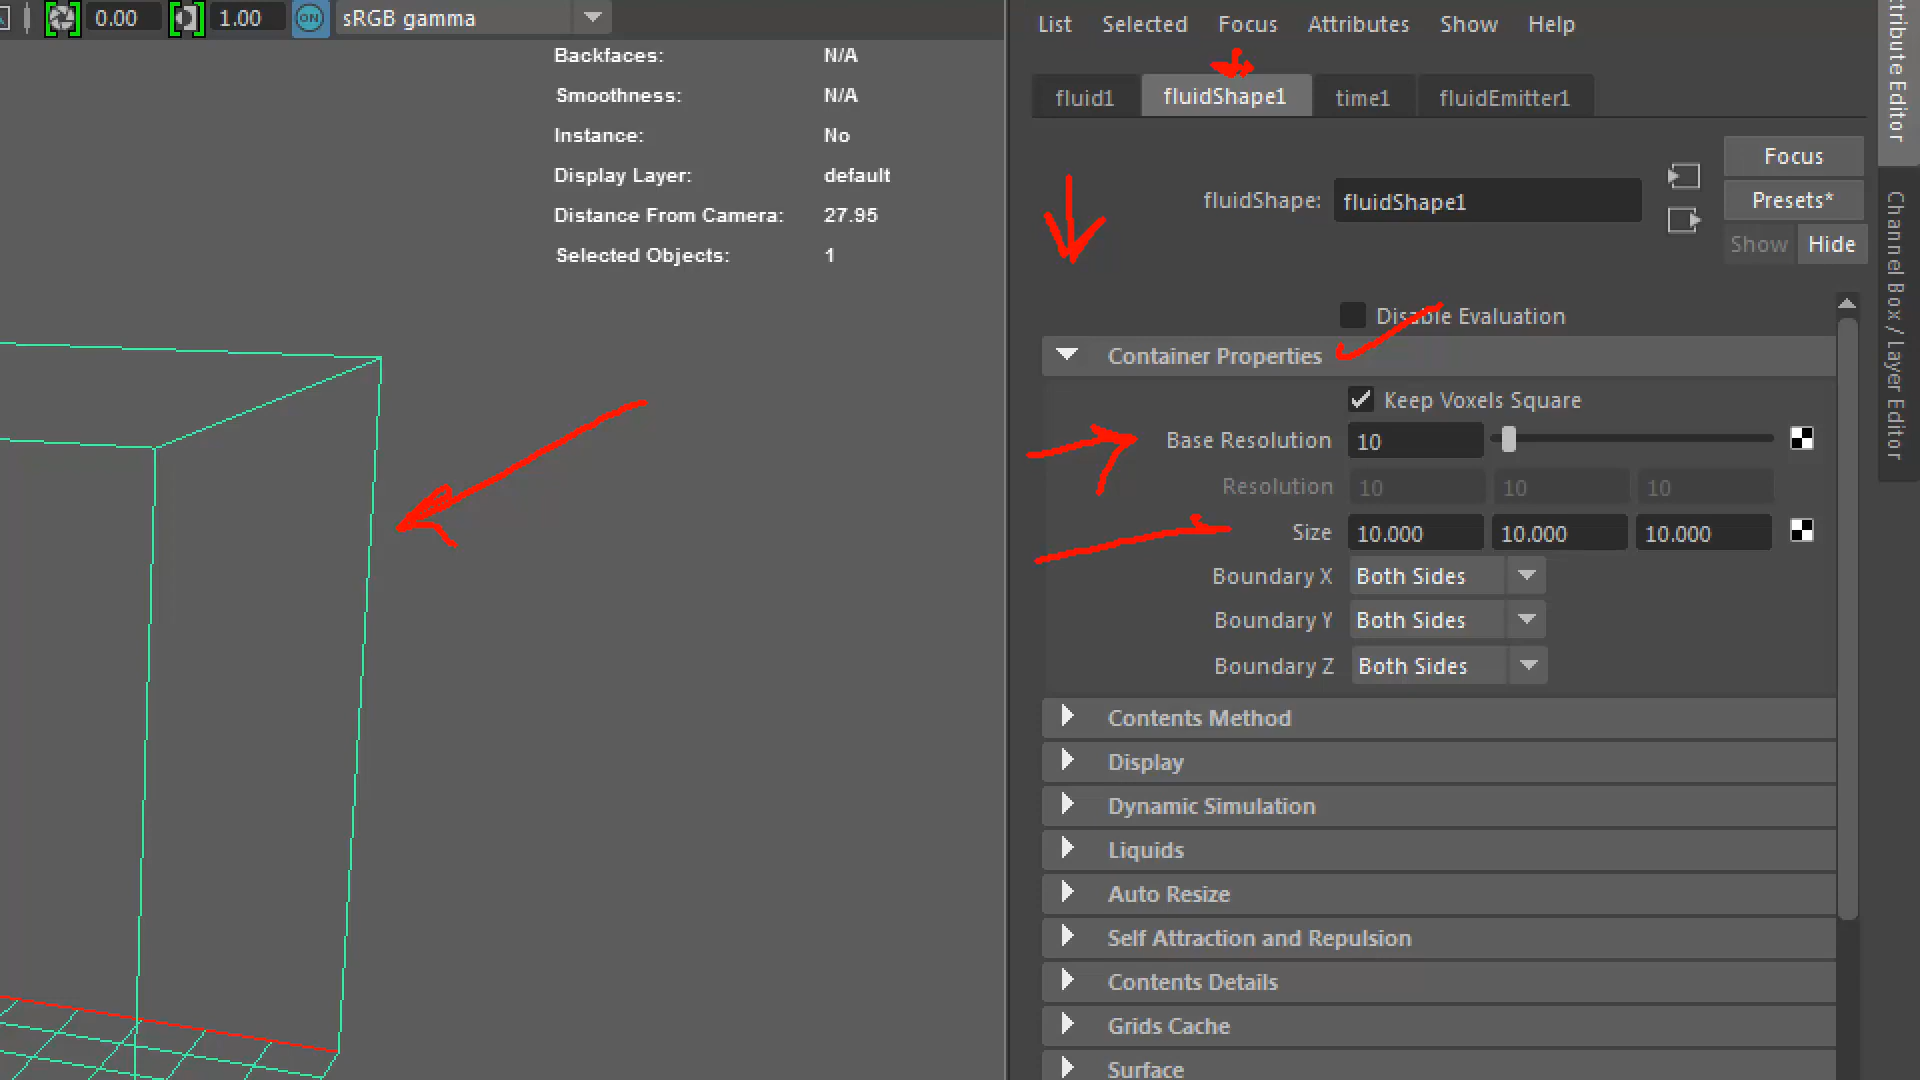 0.00 1.00 ON sRGB gamma
Backfaces: N/A
Smoothness: N/A
Instance: No
Display Layer: default
Distance From Camera: 27.95
Selected Objects: 1
List Selected Focus Attributes Show Help
fluid1 fluidShape1 time1 fluidEmitter1
fluidShape: fluidShape1
Focus
Presets*
Show Hide
Disable Evaluation
Container Properties
Keep Voxels Square
Base Resolution 10
Resolution 10 10 10
Size 10.000 10.000 10.000
Boundary X Both Sides
Boundary Y Both Sides
Boundary Z Both Sides
Contents Method
Display
Dynamic Simulation
Liquids
Auto Resize
Self Attraction and Repulsion
Contents Details
Grids Cache
Surface
ttribute Editor
Channel Box / Layer Editor